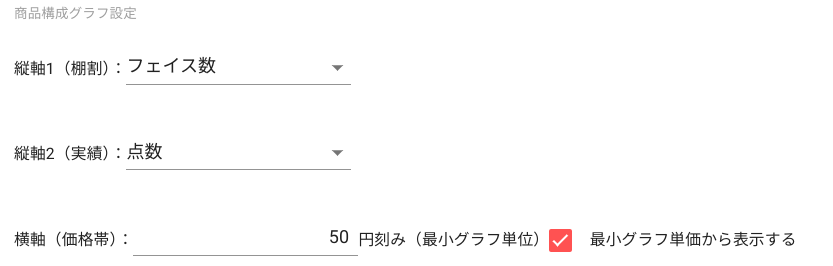 商品構成グラフ設定
縦軸1（棚割）： フェイス数
縦軸2（実績）： 点数
横軸（価格帯）： 50 円刻み（最小グラフ単位） 最小グラフ単価から表示する